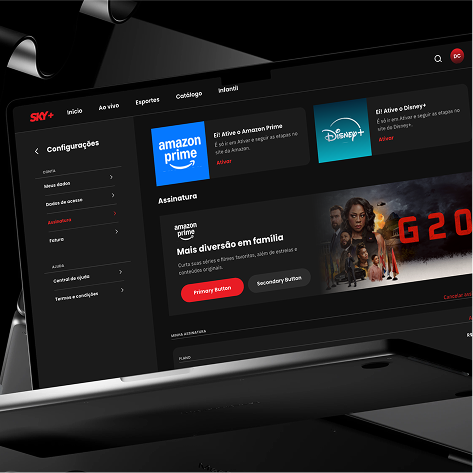 SKY+
Início
Ao vivo
Esportes
Catálogo
Infantil
DC
Configurações
CONTA
Meus dados
Dados de acesso
Assinatura
Fatura
AJUDA
Central de ajuda
Termos e condições
amazon
prime
Ei! Ative o Amazon Prime
É só ir em Ativar e seguir as etapas no
site da Amazon.
Ativar
Disney+
Ei! Ative o Disney+
É só ir em Ativar e seguir as etapas no
site do Disney+.
Ativar
Assinatura
amazon
prime
Mais diversão em família
Curta suas séries e filmes favoritos, além de estreias e
conteúdos originais.
Primary Button
Secondary Button
G20
Cancelar
MINHA ASSINATURA
PLANO
R$